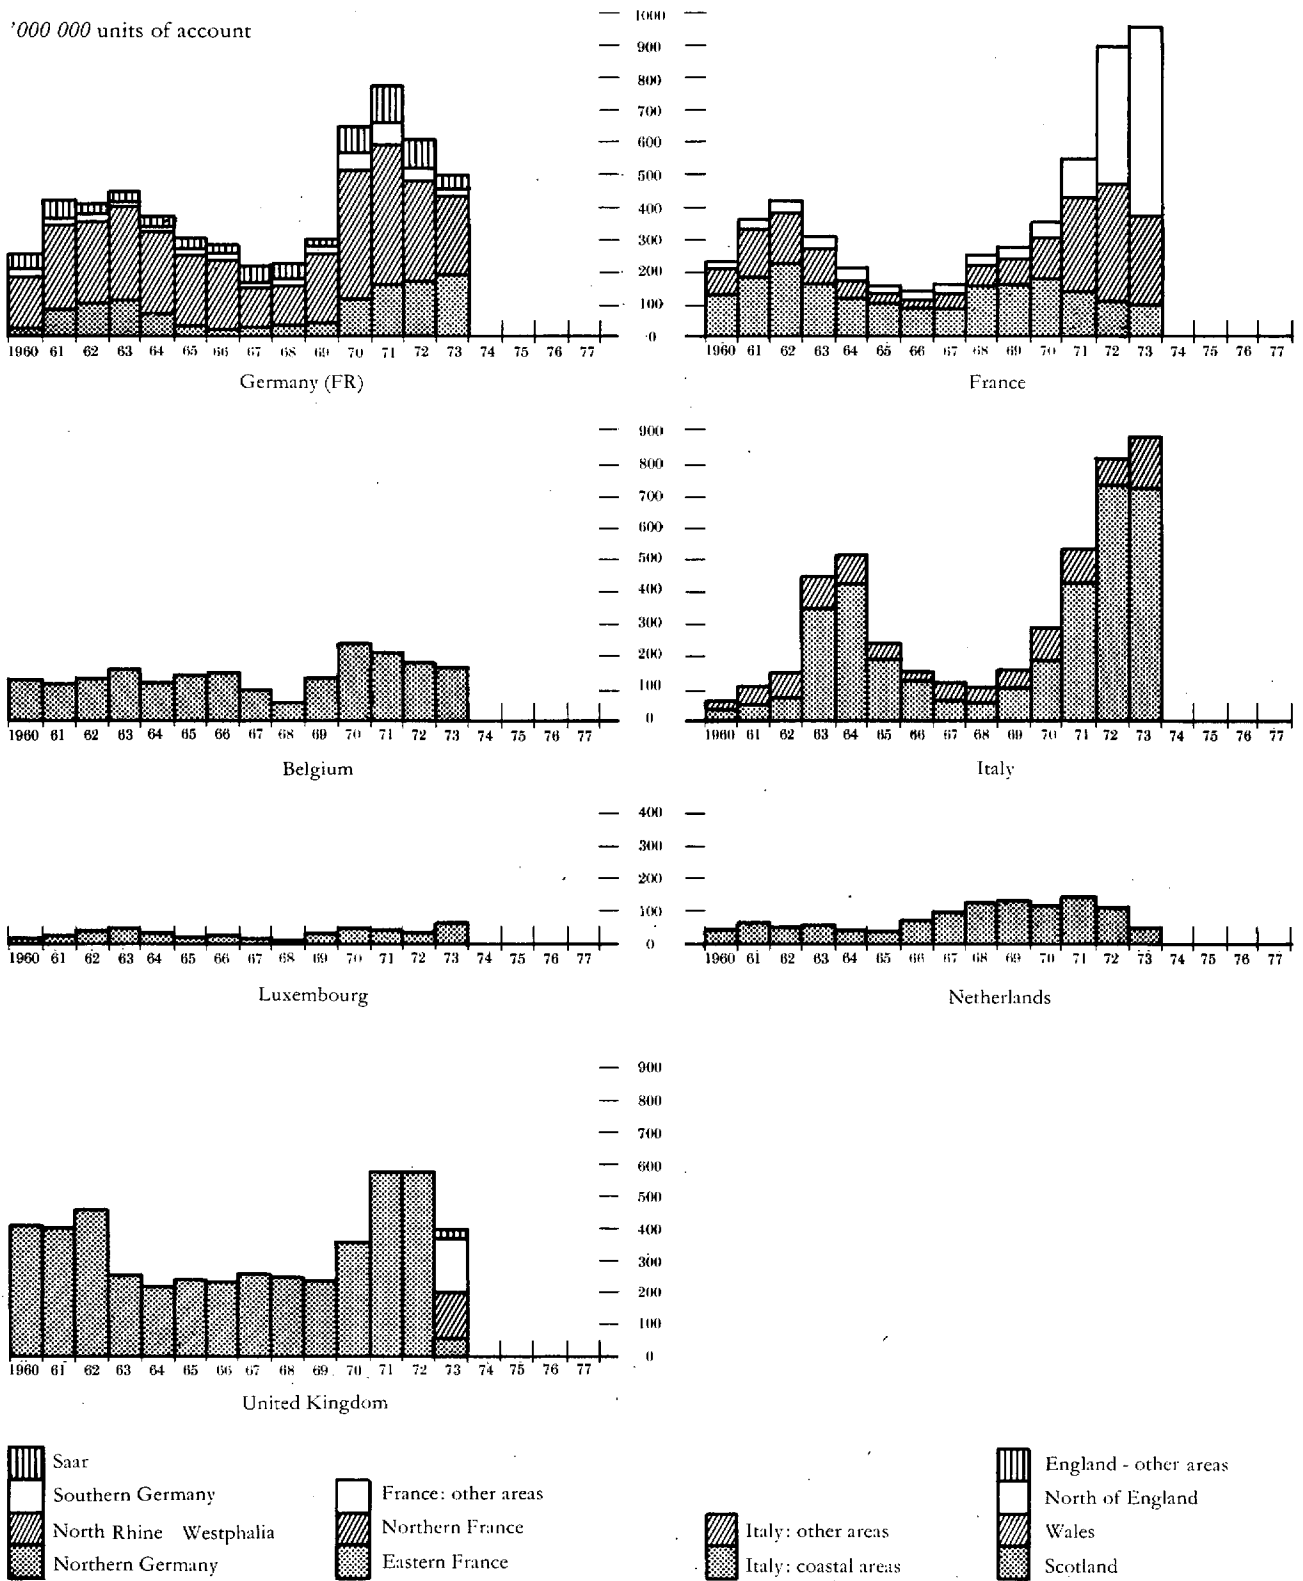 '000 000 units of account
1000
900
800
700
600
500
400
300
200
100
0
1960 61 62 63 64 65 66 67 68 69 70 71 72 73 74 75 76 77
1960 61 62 63 64 65 66 67 68 69 70 71 72 73 74 75 76 77
Germany (FR)
France
900
800
700
600
500
400
300
200
100
0
1960 61 62 63 64 65 66 67 68 69 70 71 72 73 74 75 76 77
1960 61 62 63 64 65 66 67 68 69 70 71 72 73 74 75 76 77
Belgium
Italy
400
300
200
100
0
1960 61 62 63 64 65 66 67 68 69 70 71 72 73 74 75 76 77
1960 61 62 63 64 65 66 67 68 69 70 71 72 73 74 75 76 77
Luxembourg
Netherlands
900
800
700
600
500
400
300
200
100
0
1960 61 62 63 64 65 66 67 68 69 70 71 72 73 74 75 76 77
United Kingdom
Saar
Southern Germany
North Rhine Westphalia
Northern Germany
France: other areas
Northern France
Eastern France
Italy: other areas
Italy: coastal areas
England - other areas
North of England
Wales
Scotland